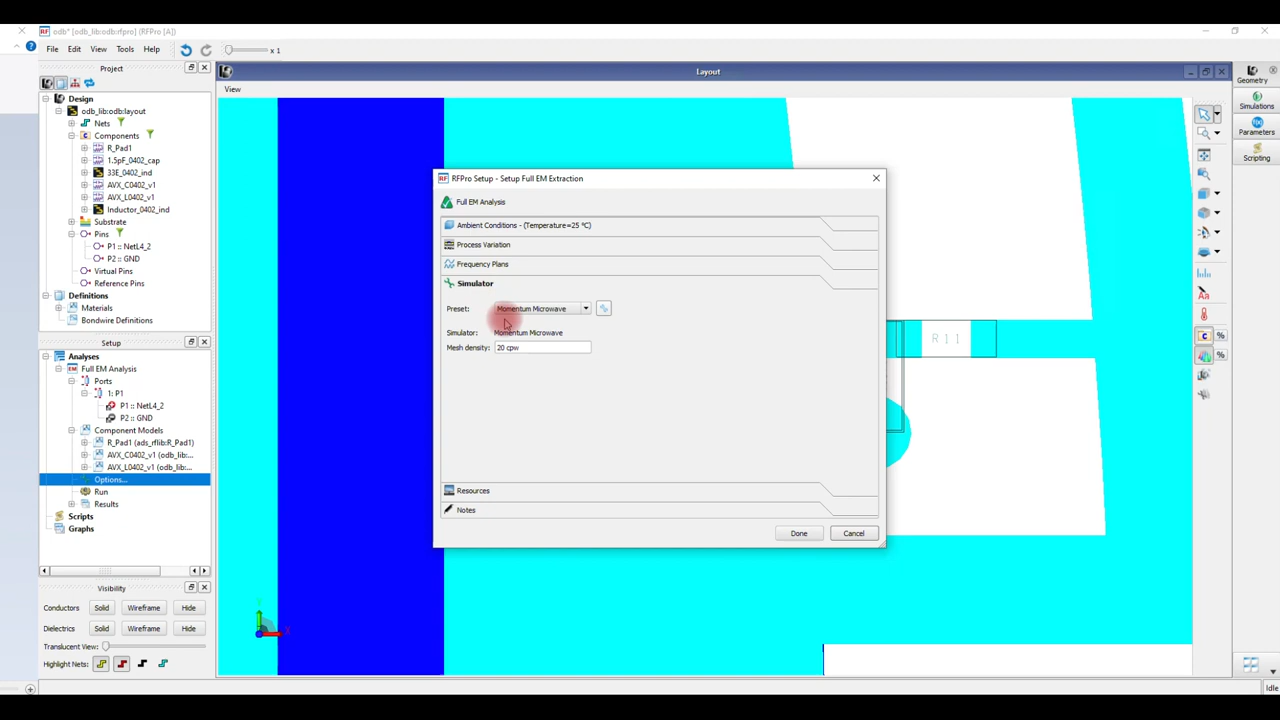 RF odb* [odb_lib:odb:rfpro] (RFPro [A])
File Edit View Tools Help x 1
Project
Design
odb_lib:odb:layout
Nets
Components
R_Pad1
1.5pF_0402_cap
33E_0402_ind
AVX_C0402_v1
AVX_L0402_v1
Inductor_0402_ind
Substrate
Pins
P1 :: NetL4_2
P2 :: GND
Virtual Pins
Reference Pins
Definitions
Materials
Bondwire Definitions
Setup
Analyses
EM Full EM Analysis
Ports
1: P1
P1 :: NetL4_2
P2 :: GND
Component Models
R_Pad1 (ads_rflib:R_Pad1)
AVX_C0402_v1 (odb_lib:...
AVX_L0402_v1 (odb_lib:...
Options...
Run
Results
Scripts
Graphs
Visibility
Conductors Solid Wireframe Hide
Dielectrics Solid Wireframe Hide
Translucent View:
Highlight Nets:
Layout
View
RF RFPro Setup - Setup Full EM Extraction
Full EM Analysis
Ambient Conditions - (Temperature=25 ºC)
Process Variation
Frequency Plans
Simulator
Preset: Momentum Microwave
Simulator: Momentum Microwave
Mesh density: 20 cpw
Resources
Notes
Done Cancel
R11
X
Geometry
Simulations
Parameters
Scripting
Aa
%
%
Idle